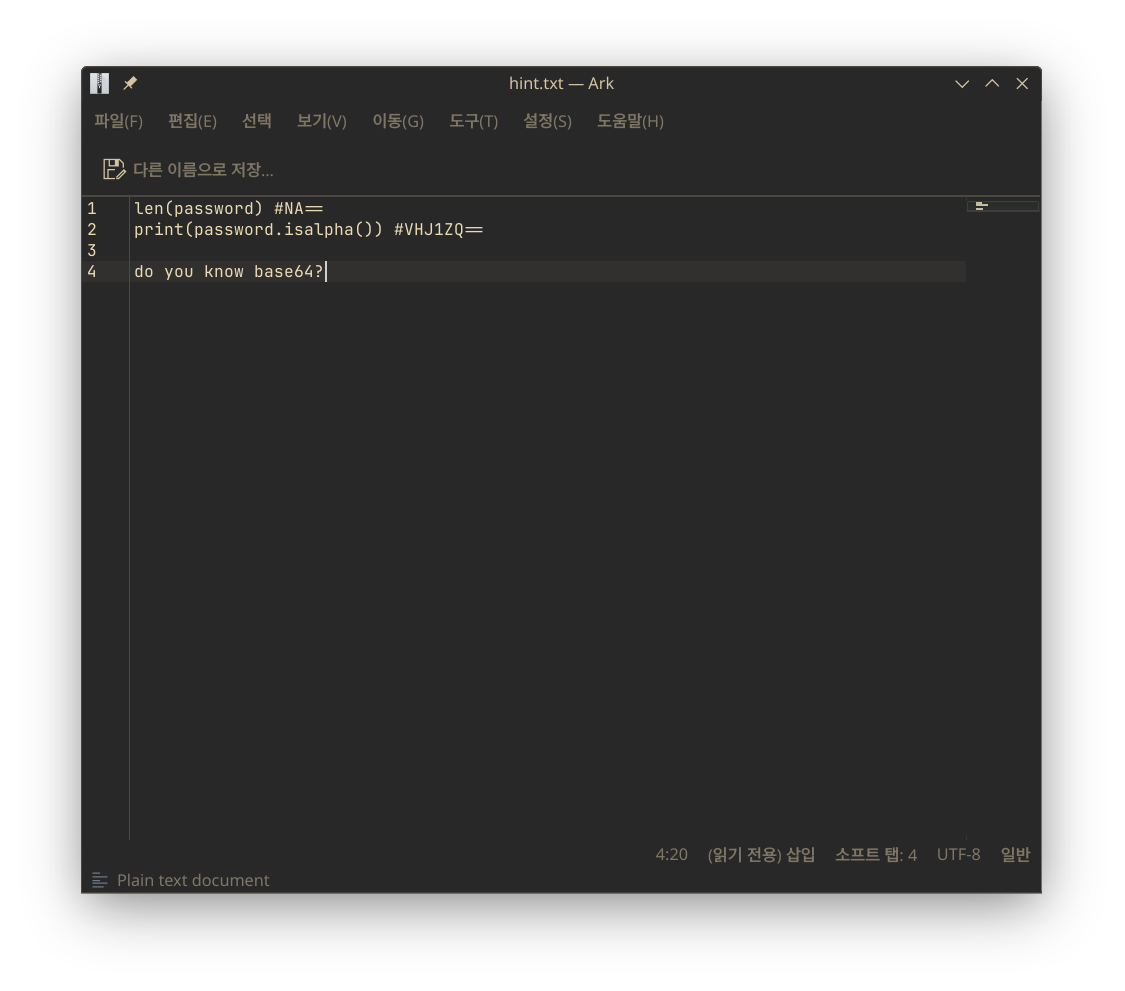 hint.txt — Ark
파일(F) 편집(E) 선택 보기(V) 이동(G) 도구(T) 설정(S) 도움말(H)
다른 이름으로 저장...
1 len(password) #NA==
2 print(password.isalpha()) #VHJ1ZQ==
3
4 do you know base64?
4:20 (읽기 전용) 삽입 소프트 탭: 4 UTF-8 일반
Plain text document